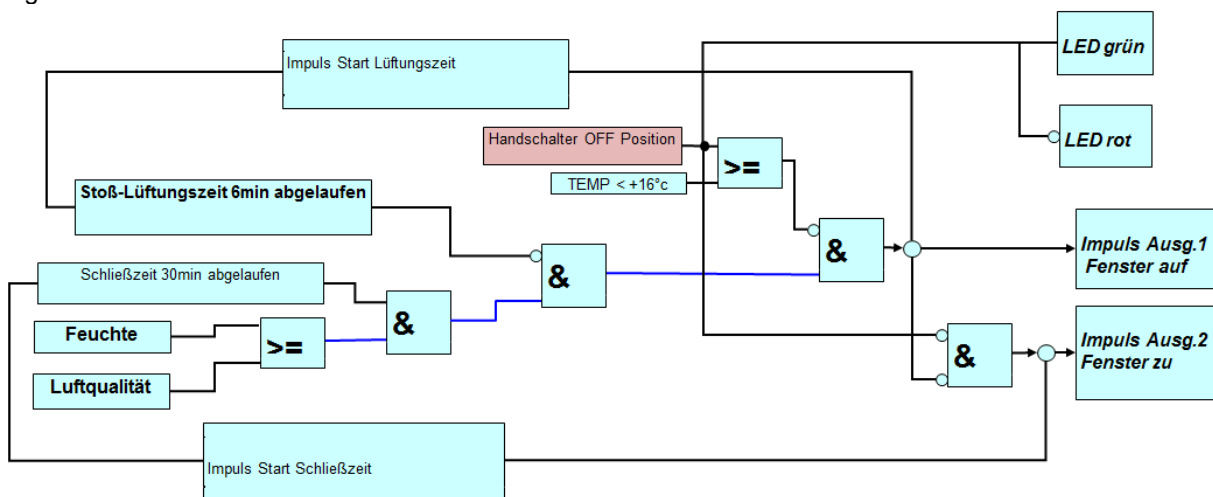 Impuls Start Lüftungszeit
LED grün
Handschalter OFF Position
>=
LED rot
TEMP < +16°c
Stoß-Lüftungszeit 6min abgelaufen
&
Impuls Ausg.1
Fenster auf
Schließzeit 30min abgelaufen
&
&
Feuchte
>=
&
Impuls Ausg.2
Fenster zu
Luftqualität
Impuls Start Schließzeit